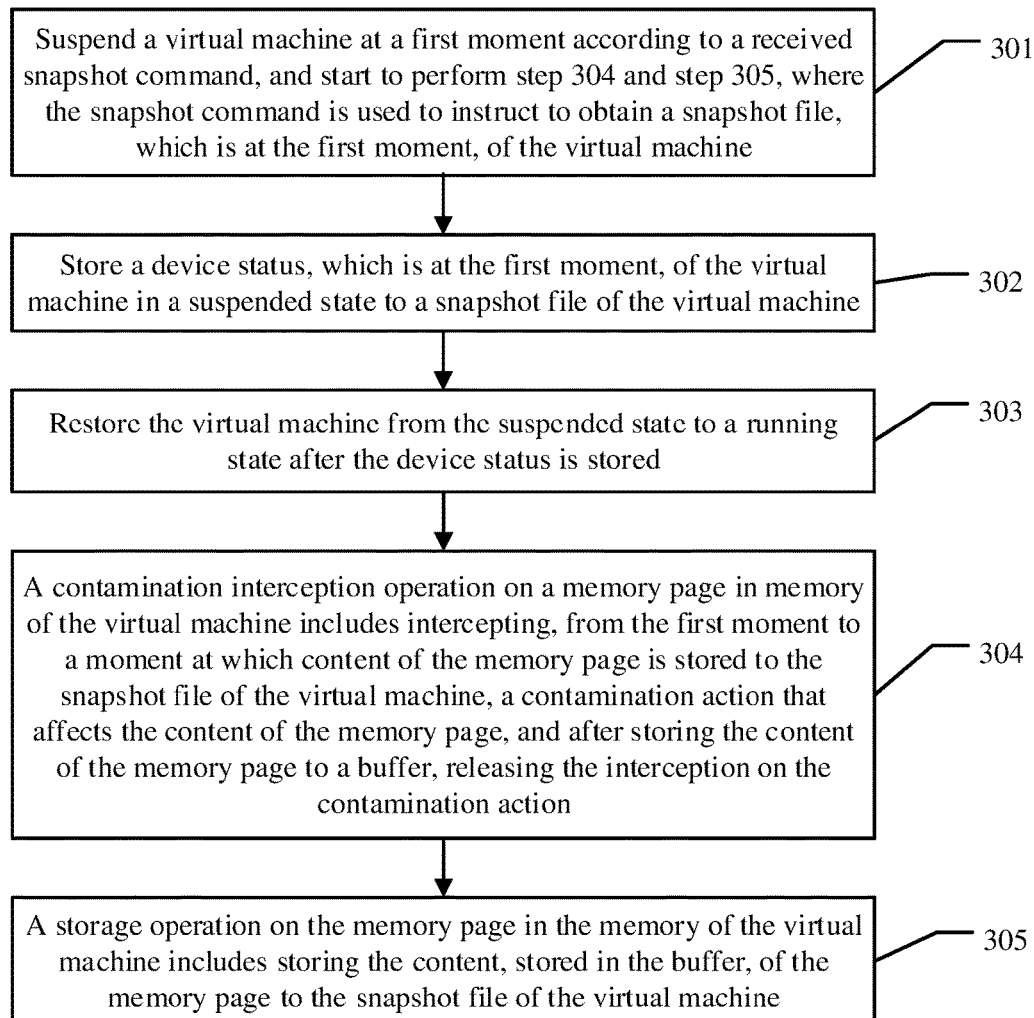 Suspend a virtual machine at a first moment according to a received
snapshot command, and start to perform step 304 and step 305, where
the snapshot command is used to instruct to obtain a snapshot file,
which is at the first moment, of the virtual machine
301
Store a device status, which is at the first moment, of the virtual
machine in a suspended state to a snapshot file of the virtual machine
302
Restore the virtual machine from the suspended state to a running
state after the device status is stored
303
A contamination interception operation on a memory page in memory
of the virtual machine includes intercepting, from the first moment to
a moment at which content of the memory page is stored to the
snapshot file of the virtual machine, a contamination action that
affects the content of the memory page, and after storing the content
of the memory page to a buffer, releasing the interception on the
contamination action
304
A storage operation on the memory page in the memory of the virtual
machine includes storing the content, stored in the buffer, of the
memory page to the snapshot file of the virtual machine
305